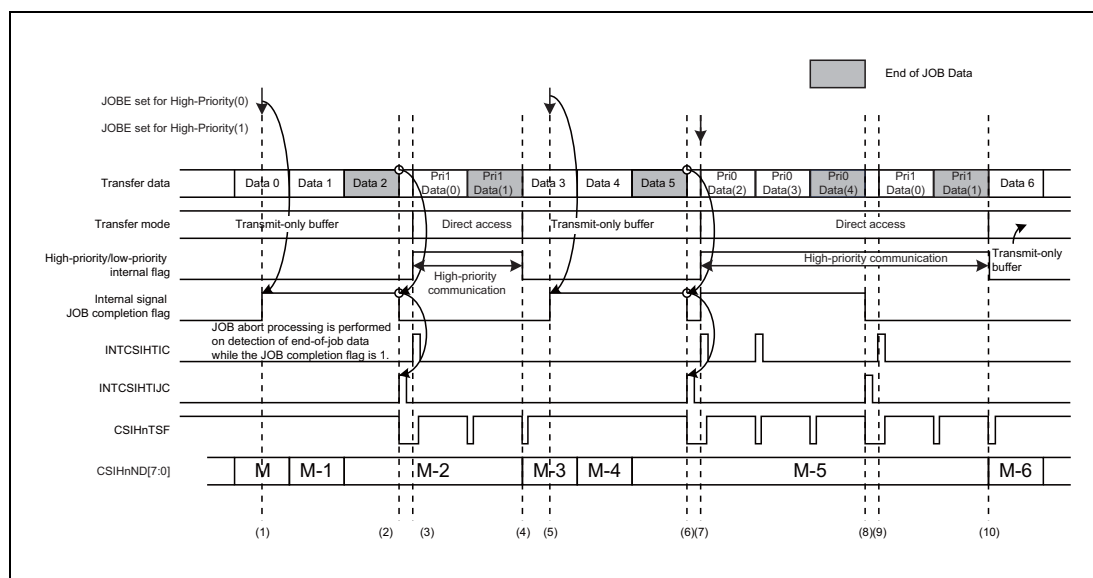 End of JOB Data
JOBE set for High-Priority(0)
JOBE set for High-Priority(1)
Transfer data
Data 0
Data 1
Data 2
Pri1
Data(0)
Pri1
Data(1)
Data 3
Data 4
Data 5
Pri0
Data(2)
Pri0
Data(3)
Pri0
Data(4)
Pri1
Data(0)
Pri1
Data(1)
Data 6
Transfer mode
Transmit-only buffer
Direct access
Transmit-only buffer
Direct access
Transmit-only
buffer
High-priority/low-priority
internal flag
High-priority
communication
High-priority communication
Internal signal
JOB completion flag
JOB abort processing is performed
on detection of end-of-job data
while the JOB completion flag is 1.
INTCSIHTIC
INTCSIHTIJC
CSIHnTSF
CSIHnND[7:0]
M
M-1
M-2
M-3
M-4
M-5
M-6
(1)
(2)
(3)
(4)
(5)
(6)(7)
(8)(9)
(10)